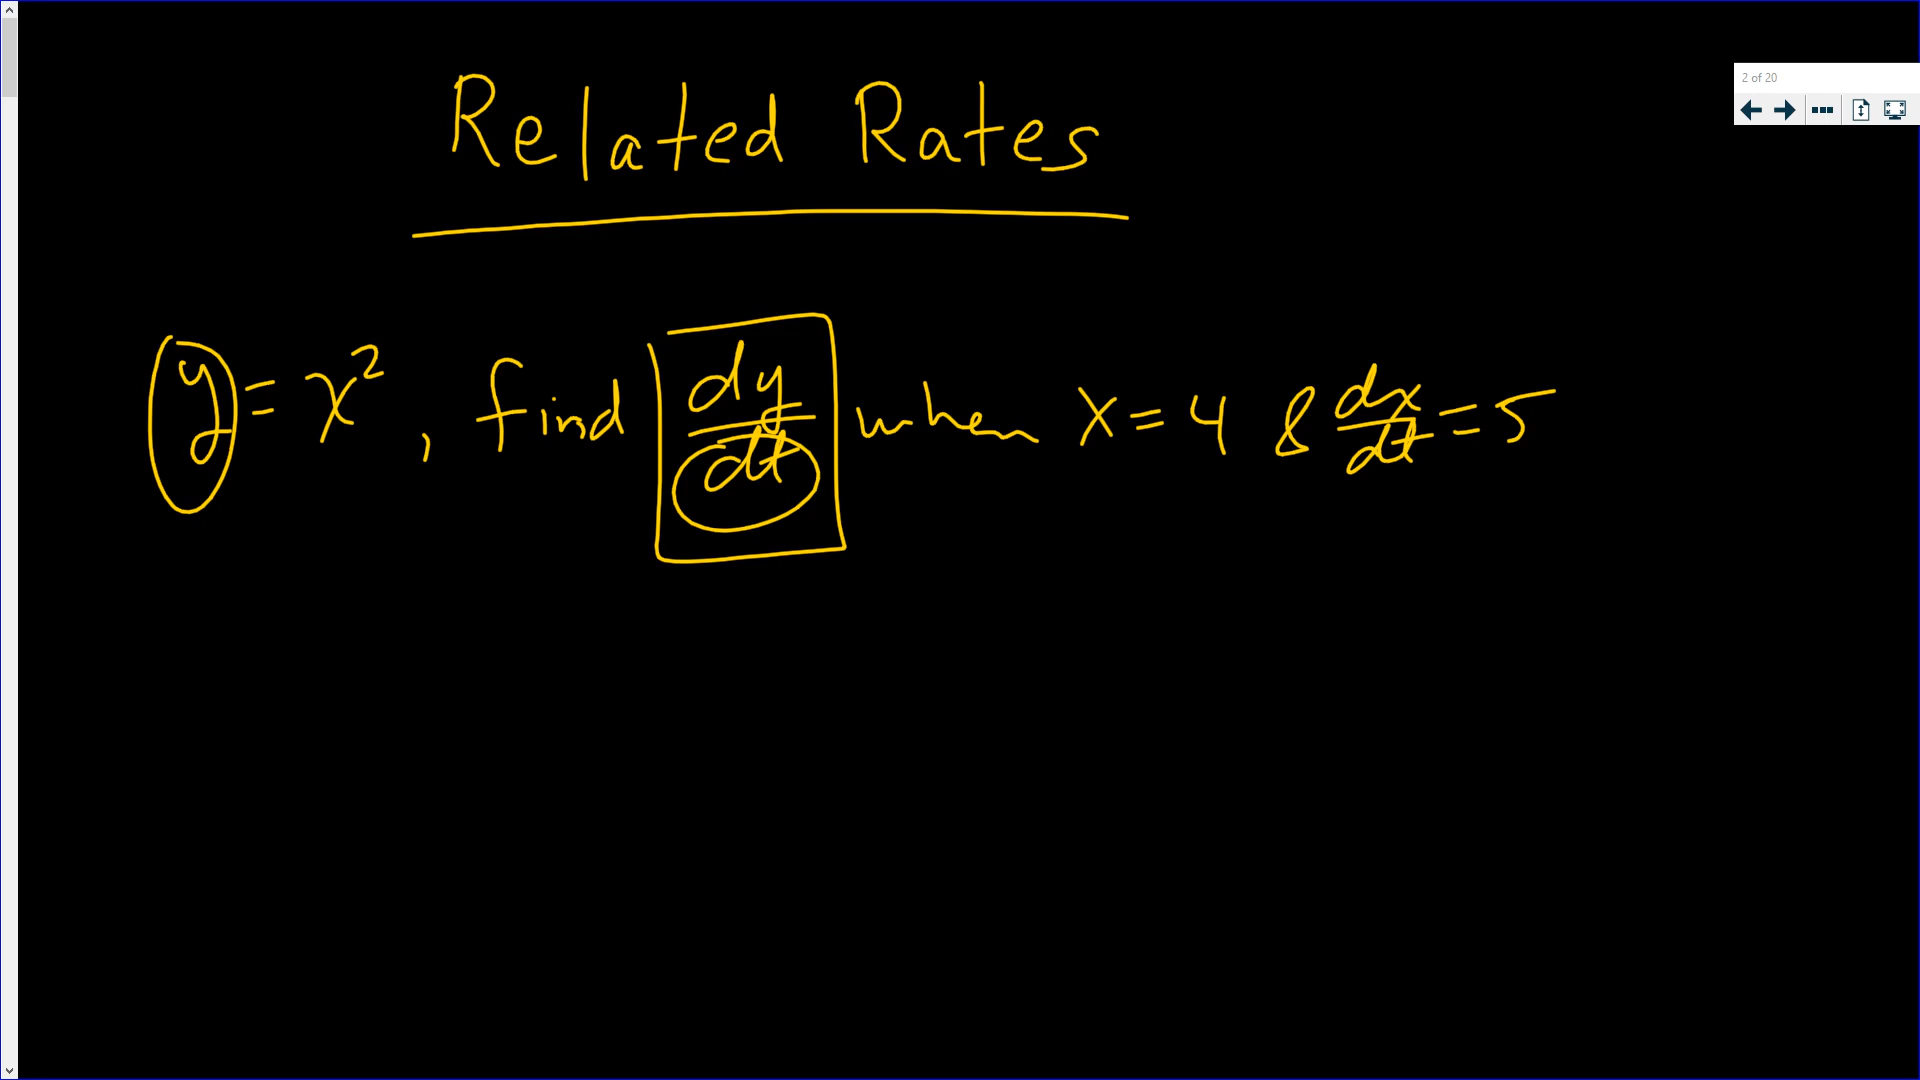 Related Rates
2 of 20
y = x², find dy/dt when x = 4 & dx/dt = 5